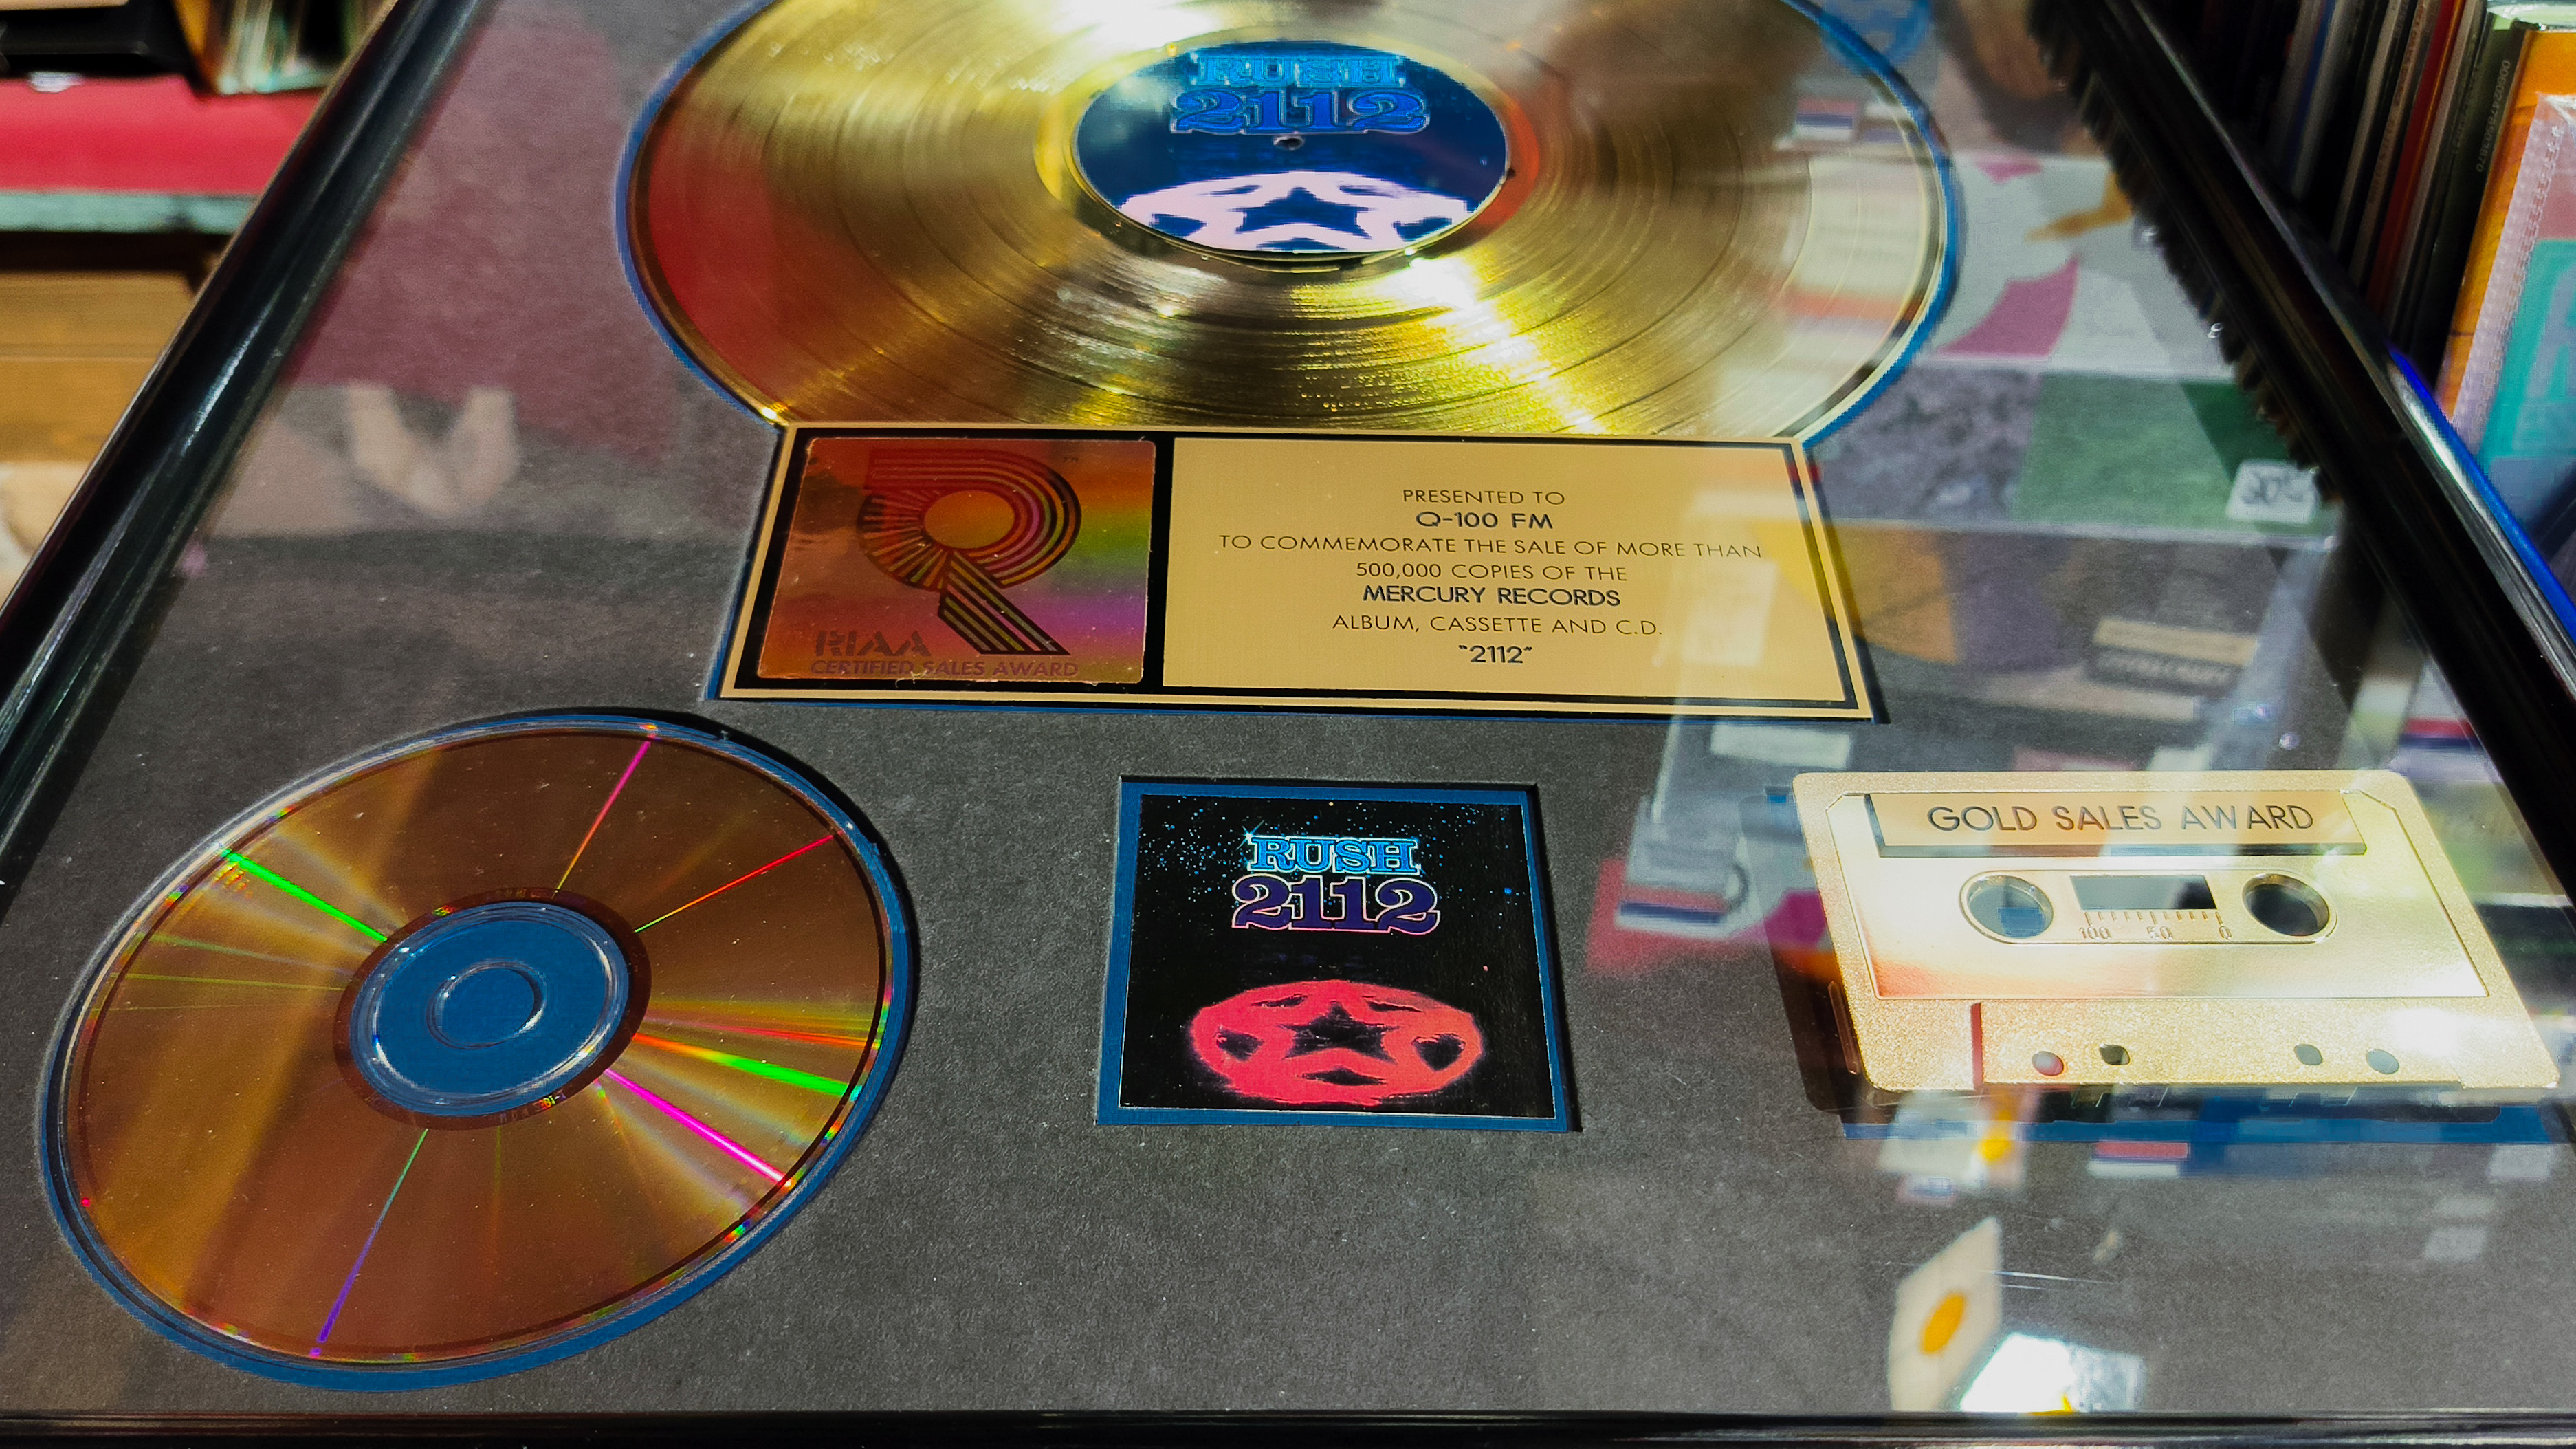 RUSH
2112
PRESENTED TO
Q-100 FM
TO COMMEMORATE THE SALE OF MORE THAN
500,000 COPIES OF THE
MERCURY RECORDS
ALBUM, CASSETTE AND C.D.
"2112"
TM
RIAA
CERTIFIED SALES AWARD
RUSH
2112
GOLD SALES AWARD
100 50 0